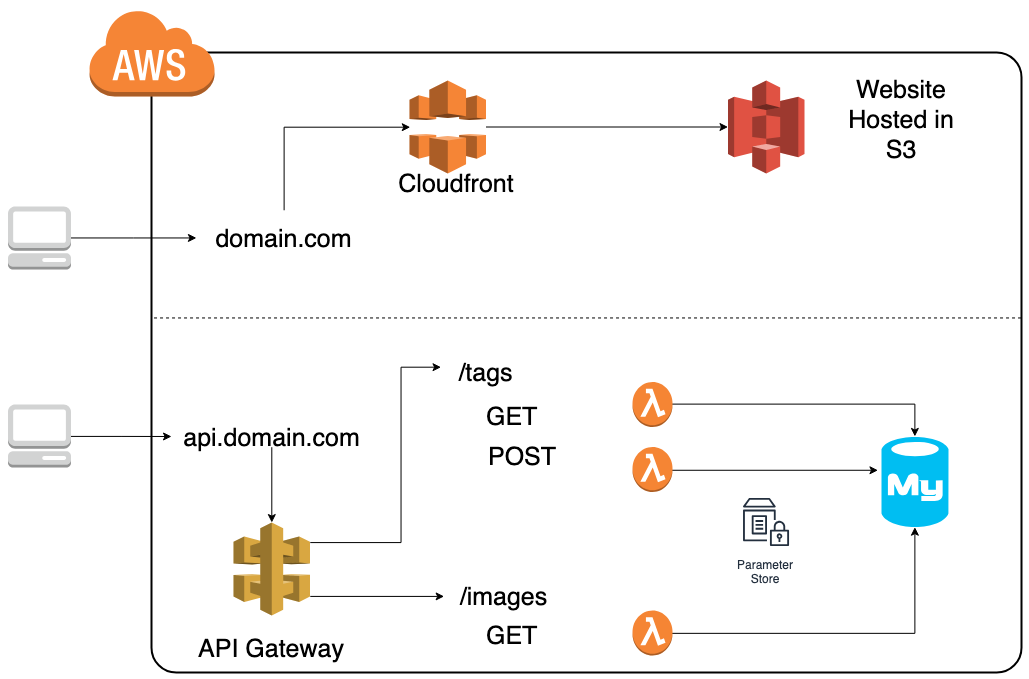 AWS
Website
Hosted in
S3
Cloudfront
domain.com
/tags
GET
api.domain.com
POST
My
Parameter
Store
/images
GET
API Gateway